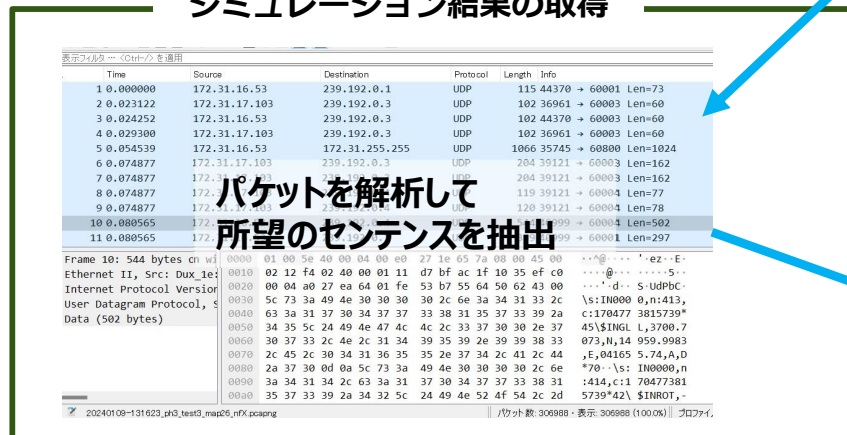 シミュレーション結果の取得
表示フィルタ … <Ctrl-/> を適用
Time Source Destination Protocol Length Info
1 0.000000 172.31.16.53 239.192.0.1 UDP 115 44370 → 60001 Len=73
2 0.023122 172.31.17.103 239.192.0.3 UDP 102 36961 → 60003 Len=60
3 0.024252 172.31.16.53 239.192.0.3 UDP 102 44370 → 60003 Len=60
4 0.029300 172.31.17.103 239.192.0.3 UDP 102 36961 → 60003 Len=60
5 0.054539 172.31.16.53 172.31.255.255 UDP 1066 35745 → 60800 Len=1024
6 0.074877 172.31.17.103 239.192.0.3 UDP 204 39121 → 60003 Len=162
7 0.074877 204 39121 → 60003 Len=162
8 0.074877 119 39121 → 60004 Len=77
9 0.074877 120 39121 → 60004 Len=78
10 0.080565 → 60004 Len=502
11 0.080565 → 60001 Len=297
パケットを解析して
所望のセンテンスを抽出
Frame 10: 544 bytes on wi
Ethernet II, Src: Dux_1e:
Internet Protocol Version
User Datagram Protocol, S
Data (502 bytes)
0000 01 00 5e 40 00 04 00 e0 27 1e 65 7a 08 00 45 00 ··^@···· '·ez··E·
0010 02 12 f4 02 40 00 01 11 d7 bf ac 1f 10 35 ef c0 ····@··· ·····5··
0020 00 04 a0 27 ea 64 01 fe 53 b7 55 64 50 62 43 00 ···'·d·· S·UdPbC·
0030 5c 73 3a 49 4e 30 30 30 30 2c 6e 3a 34 31 33 2c \s:IN000 0,n:413,
0040 63 3a 31 37 30 34 37 37 33 38 31 35 37 33 39 2a c:170477 3815739*
0050 34 35 5c 24 49 4e 47 4c 4c 2c 33 37 30 30 2e 37 45\$INGL L,3700.7
0060 30 37 33 2c 4e 2c 31 34 39 35 39 2e 39 39 38 33 073,N,14 959.9983
0070 2c 45 2c 30 34 31 36 35 35 2e 37 34 2c 41 2c 44 ,E,04165 5.74,A,D
0080 2a 37 30 0d 0a 5c 73 3a 49 4e 30 30 30 30 2c 6e *70··\s: IN0000,n
0090 3a 34 31 34 2c 63 3a 31 37 30 34 37 37 33 38 31 :414,c:1 70477381
00a0 35 37 33 39 2a 34 32 5c 24 49 4e 52 4f 54 2c 2d 5739*42\ $INROT,-
20240109-131623_ph3_test3_map26_nfX.pcapng パケット数: 306988・表示: 306988 (100.0%) プロファイ